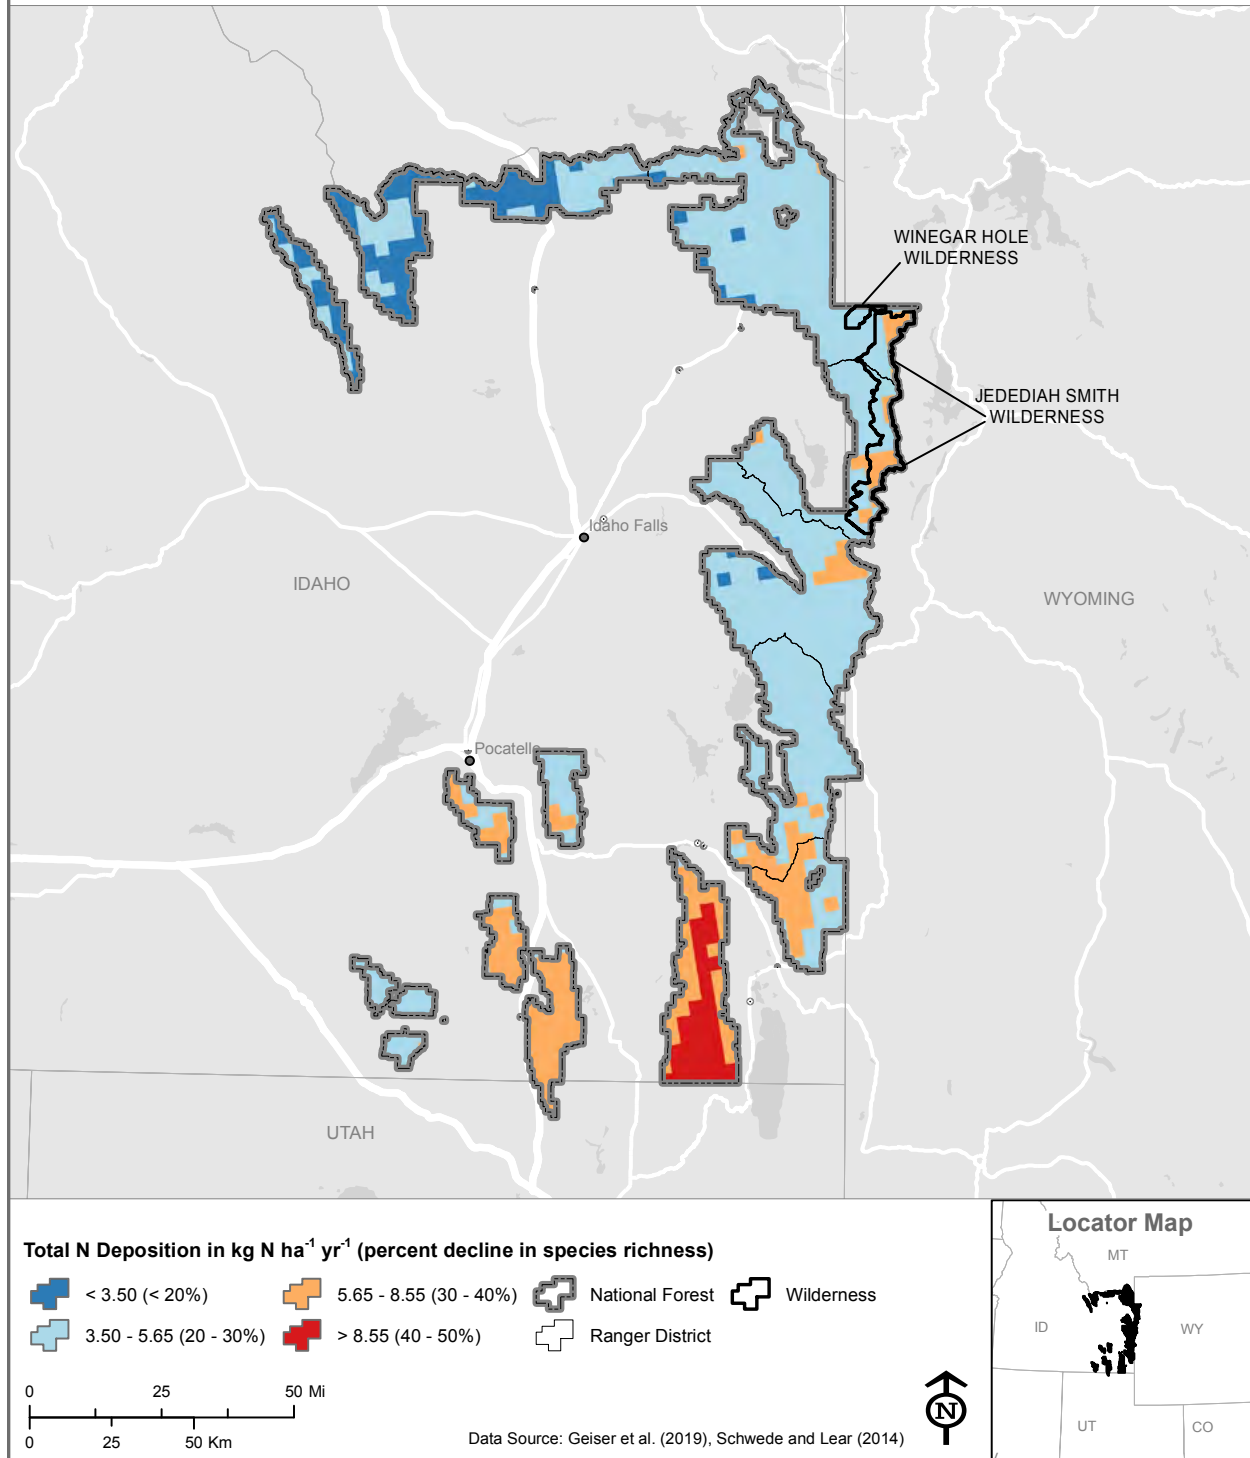 WINEGAR HOLE
WILDERNESS
JEDEDIAH SMITH
WILDERNESS
Idaho Falls
IDAHO
WYOMING
Pocatello
UTAH
Total N Deposition in kg N ha-1 yr-1 (percent decline in species richness)
< 3.50 (< 20%)
5.65 - 8.55 (30 - 40%)
National Forest
Wilderness
3.50 - 5.65 (20 - 30%)
> 8.55 (40 - 50%)
Ranger District
0 25 50 Mi
0 25 50 Km
Data Source: Geiser et al. (2019), Schwede and Lear (2014)
N
Locator Map
MT
ID
WY
UT
CO